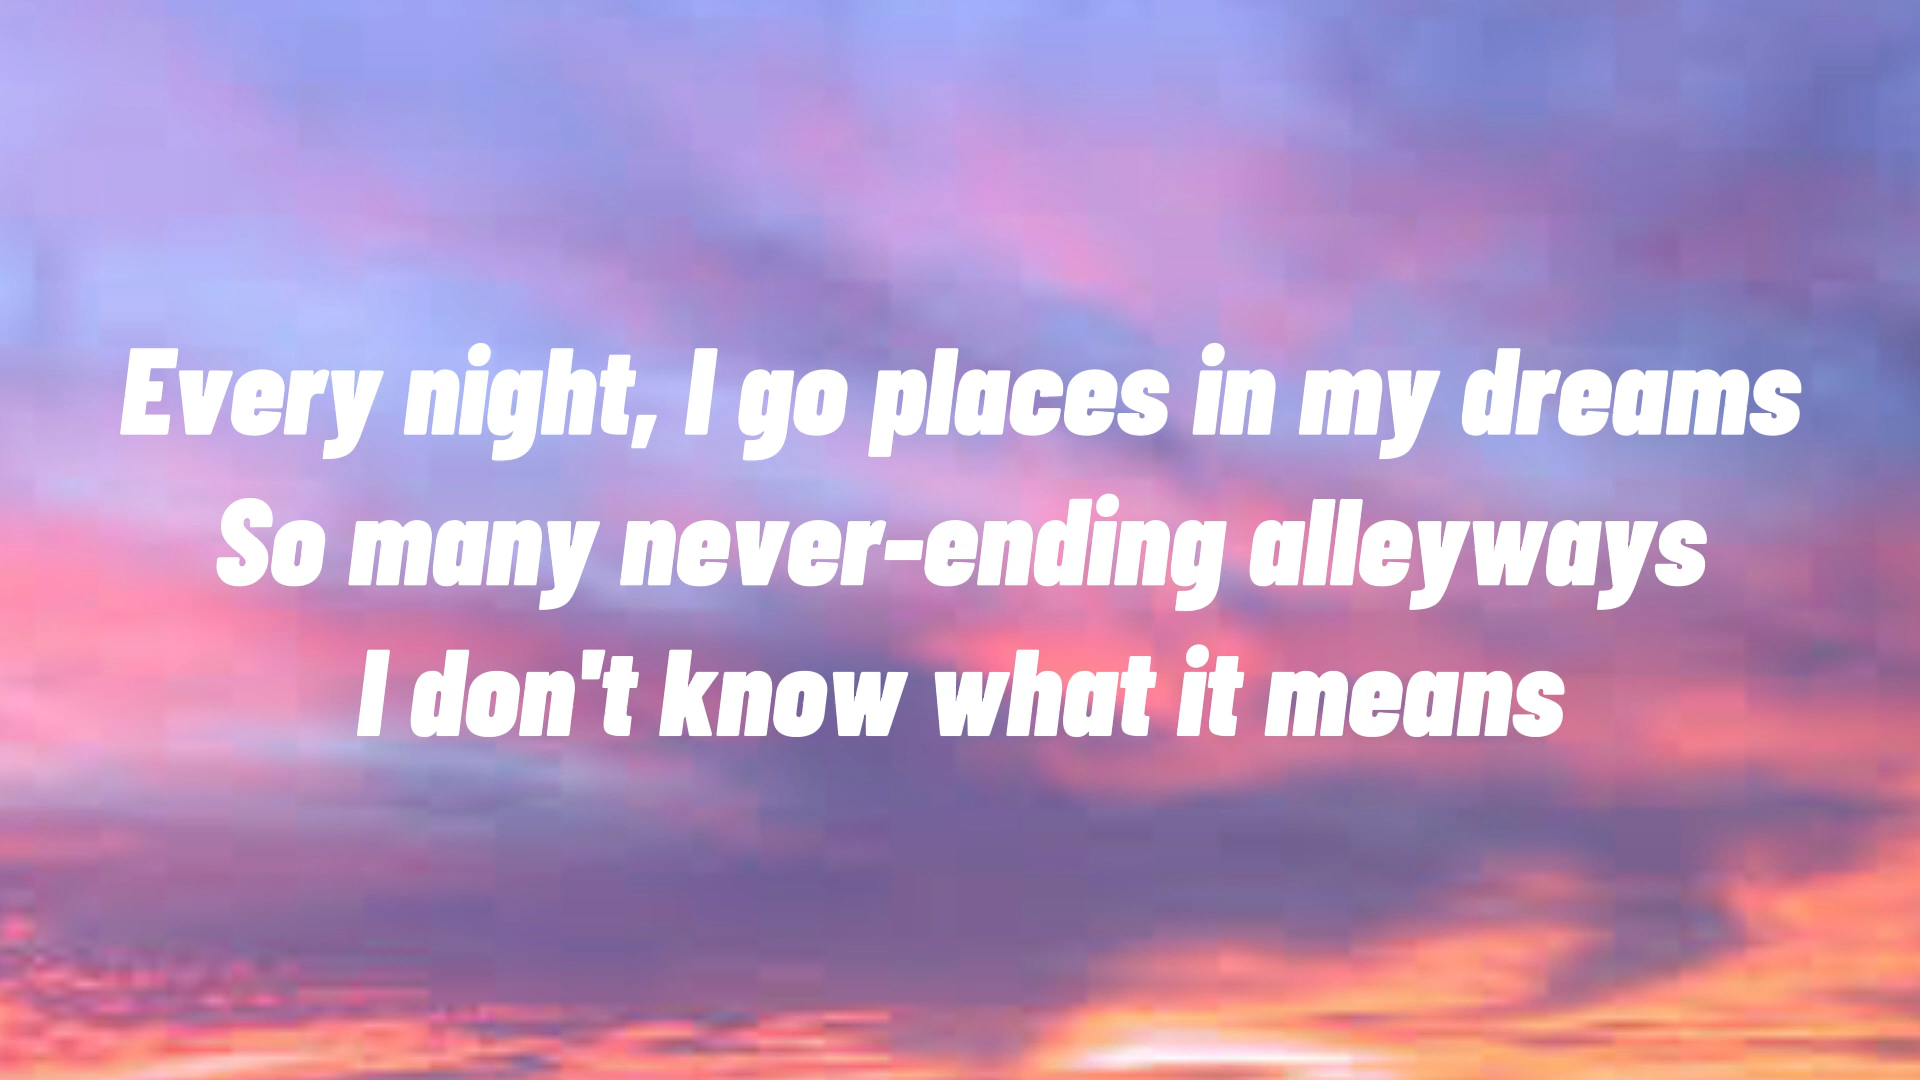 Every night, I go places in my dreams
So many never-ending alleyways
I don't know what it means